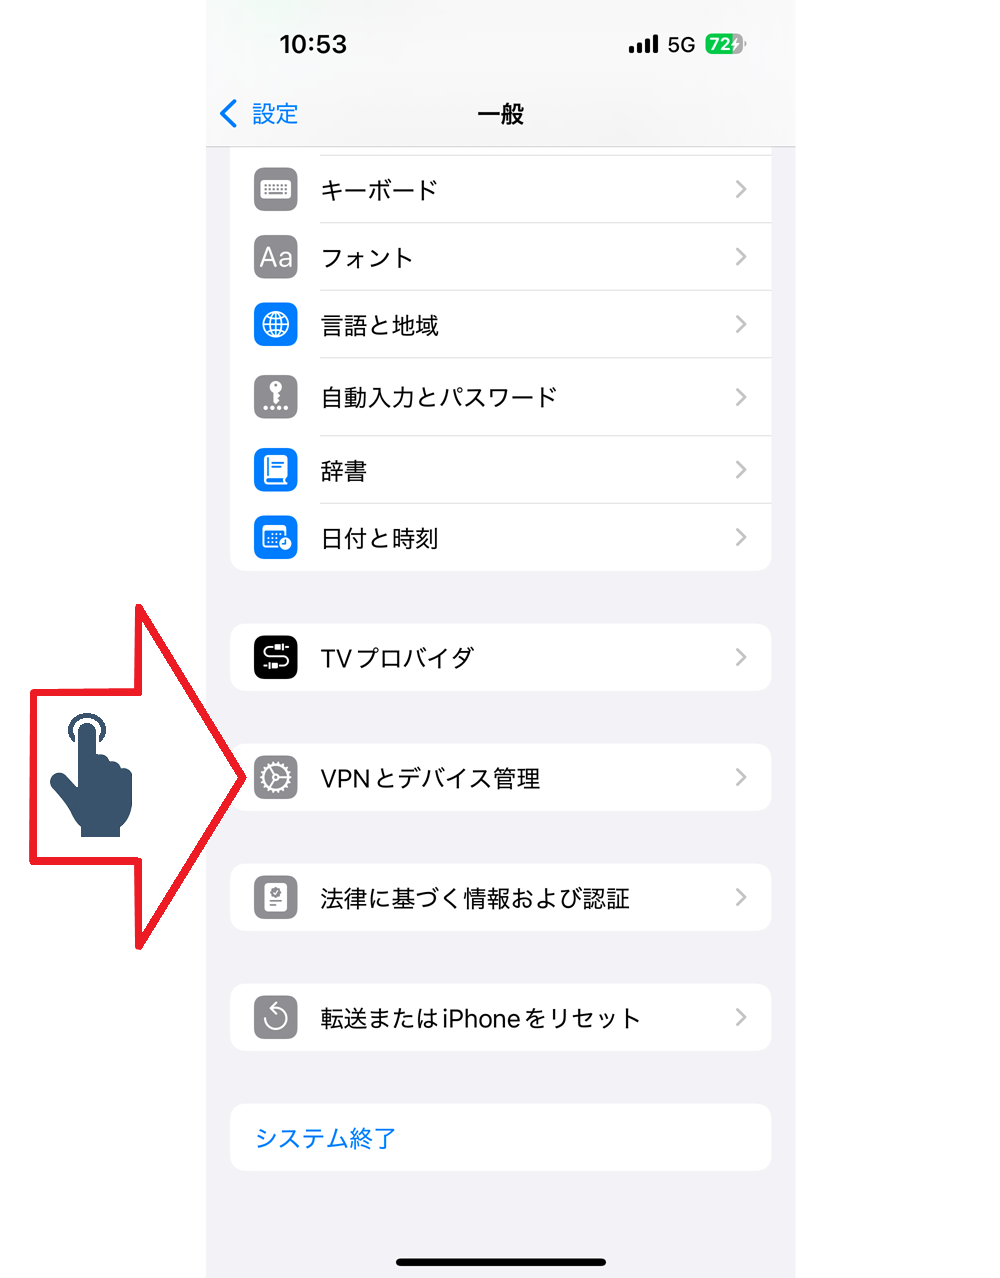 10:53
5G 72
設定
一般
キーボード
Aa フォント
言語と地域
自動入力とパスワード
辞書
日付と時刻
TVプロバイダ
VPNとデバイス管理
法律に基づく情報および認証
転送またはiPhoneをリセット
システム終了